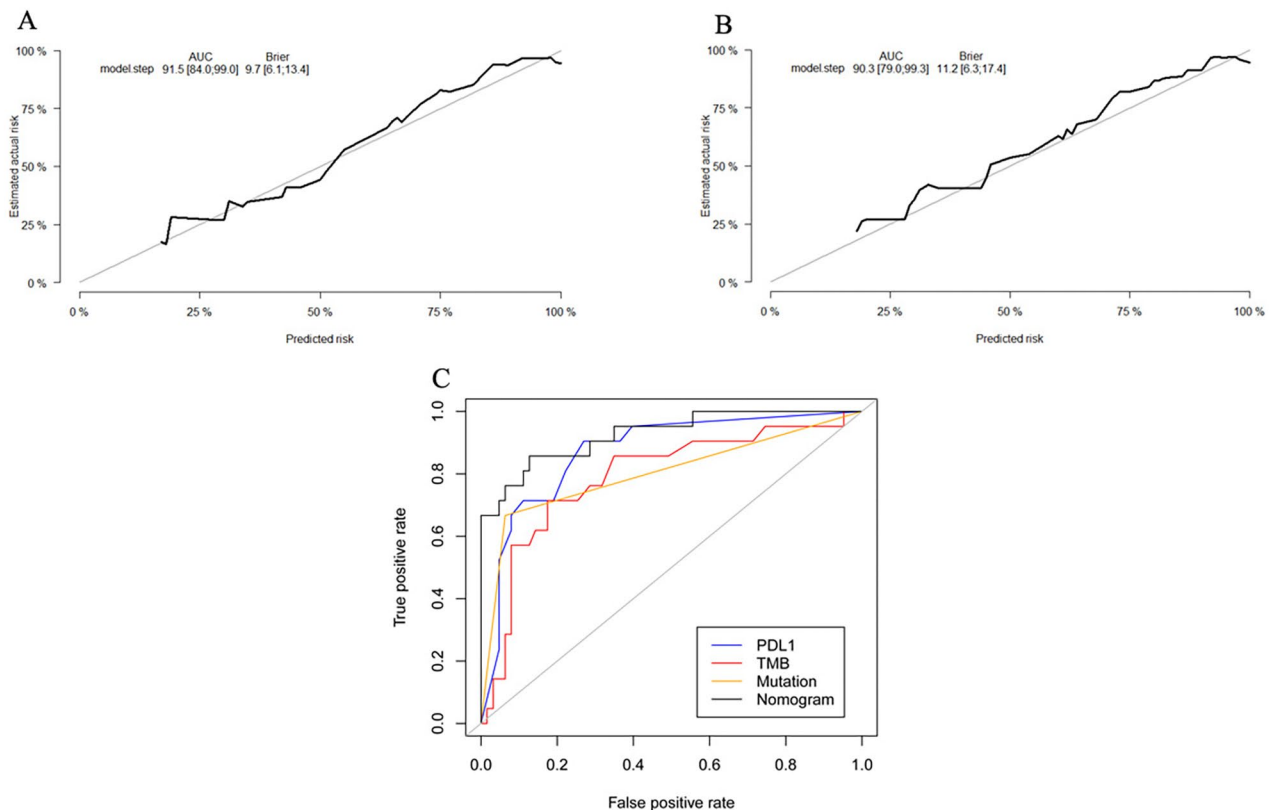 A
AUC Brier
model.step 91.5 [84.0;99.0] 9.7 [6.1;13.4]
100 %
75 %
50 %
25 %
0 %
Estimated actual risk
0 % 25 % 50 % 75 % 100 %
Predicted risk
B
AUC Brier
model.step 90.3 [79.0;99.3] 11.2 [6.3;17.4]
100 %
75 %
50 %
25 %
0 %
Estimated actual risk
0 % 25 % 50 % 75 % 100 %
Predicted risk
C
1.0
0.8
0.6
0.4
0.2
0.0
True positive rate
PDL1
TMB
Mutation
Nomogram
0.0 0.2 0.4 0.6 0.8 1.0
False positive rate